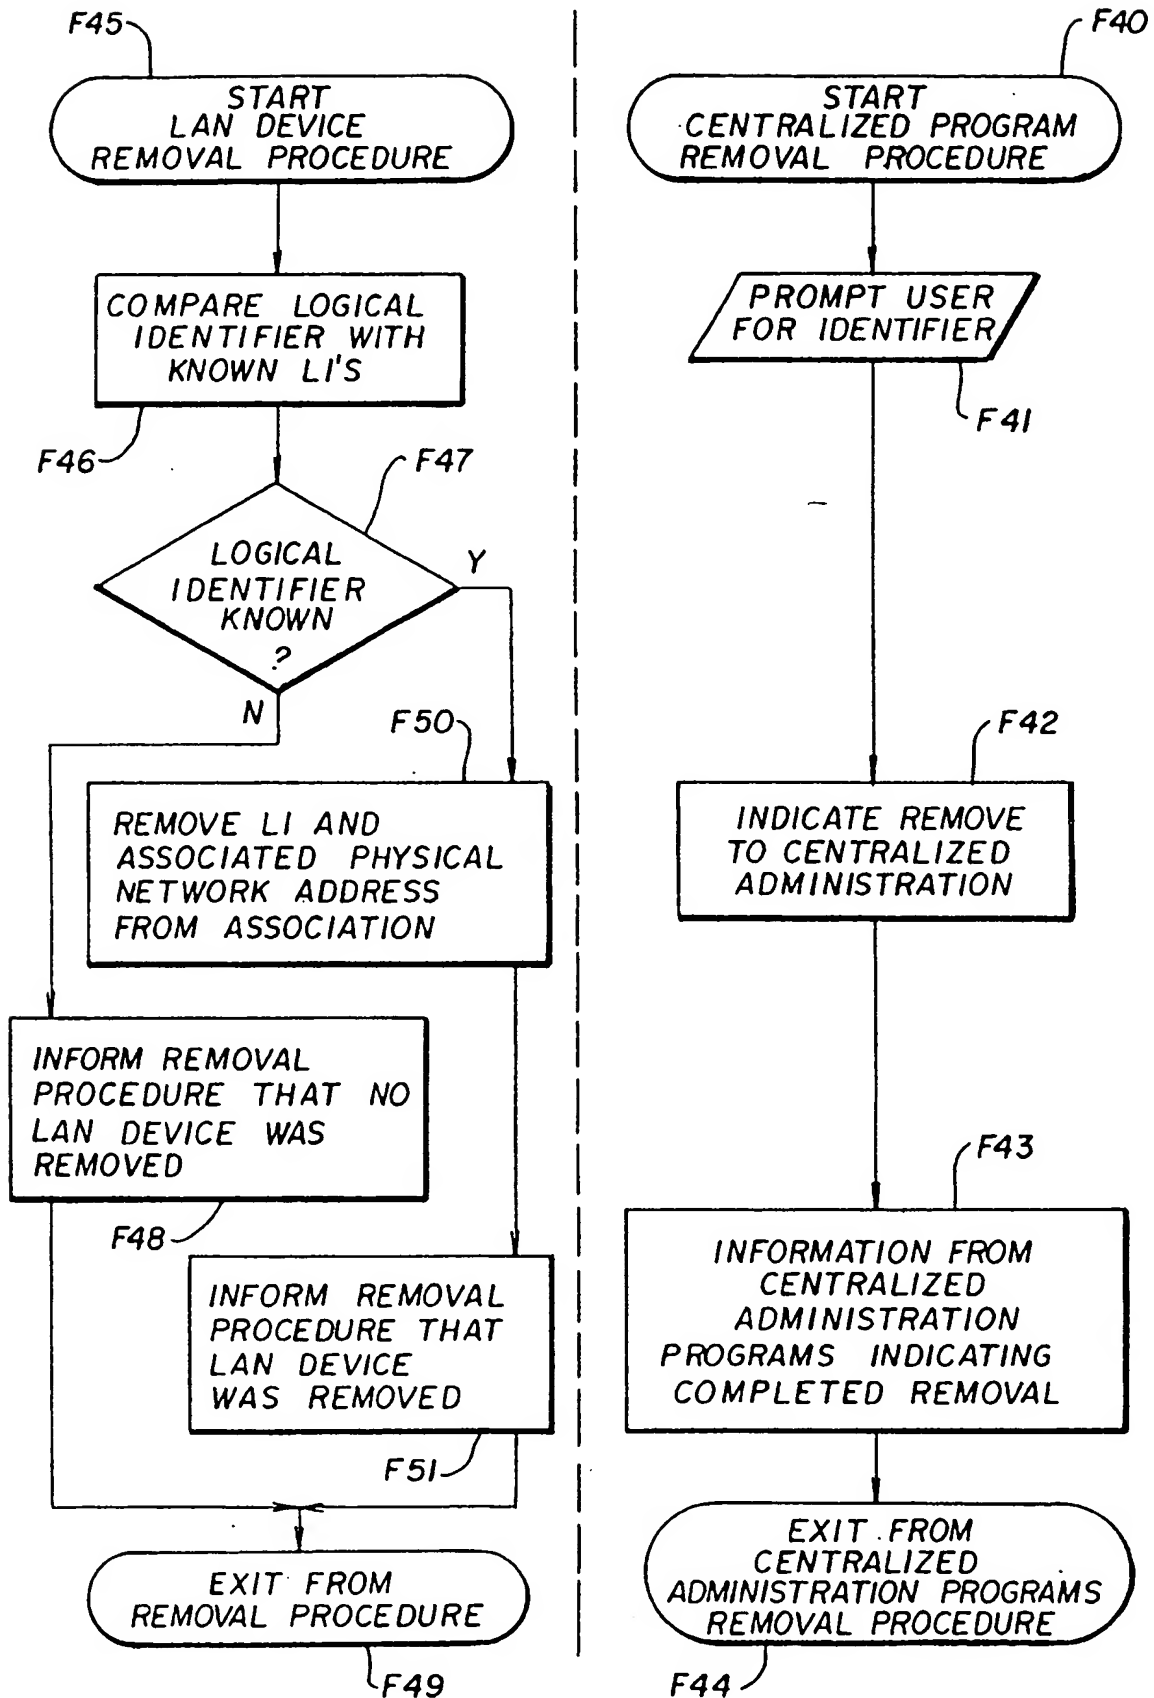 F45
START
LAN DEVICE
REMOVAL PROCEDURE
COMPARE LOGICAL
IDENTIFIER WITH
KNOWN LI'S
F46
F47
LOGICAL
IDENTIFIER
KNOWN
?
Y
N
F50
REMOVE LI AND
ASSOCIATED PHYSICAL
NETWORK ADDRESS
FROM ASSOCIATION
INFORM REMOVAL
PROCEDURE THAT NO
LAN DEVICE WAS
REMOVED
F48
INFORM REMOVAL
PROCEDURE THAT
LAN DEVICE
WAS REMOVED
F51
EXIT FROM
REMOVAL PROCEDURE
F49
F40
START
CENTRALIZED PROGRAM
REMOVAL PROCEDURE
PROMPT USER
FOR IDENTIFIER
F41
F42
INDICATE REMOVE
TO CENTRALIZED
ADMINISTRATION
F43
INFORMATION FROM
CENTRALIZED
ADMINISTRATION
PROGRAMS INDICATING
COMPLETED REMOVAL
EXIT FROM
CENTRALIZED
ADMINISTRATION PROGRAMS
REMOVAL PROCEDURE
F44